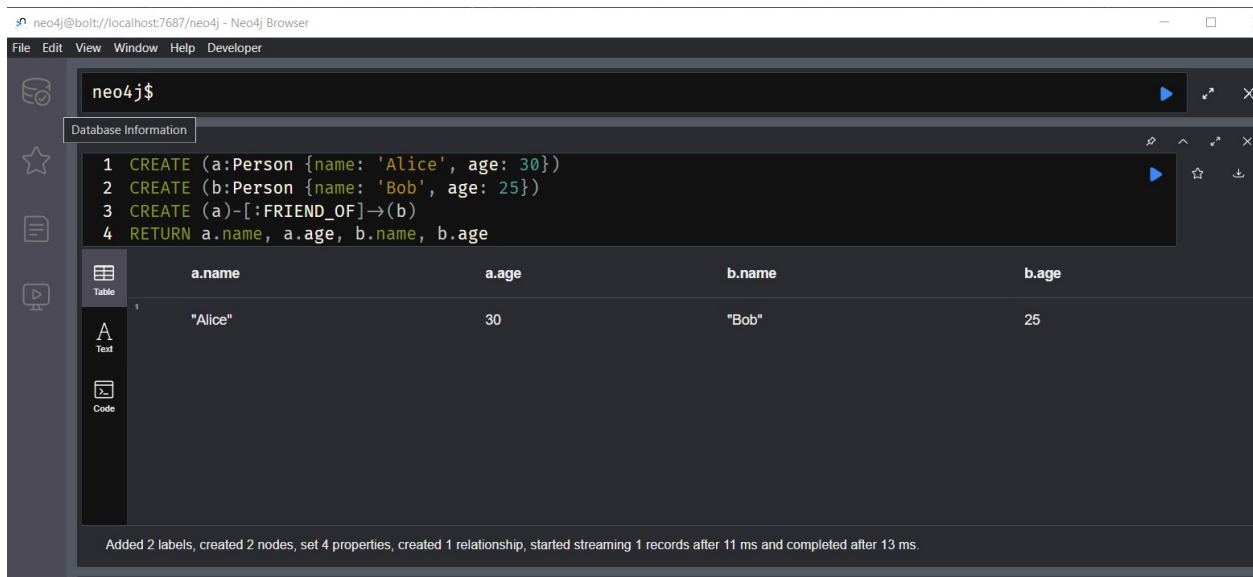 neo4j@bolt://localhost:7687/neo4j - Neo4j Browser
File Edit View Window Help Developer
neo4j$
Database Information
1 CREATE (a:Person {name: 'Alice', age: 30})
2 CREATE (b:Person {name: 'Bob', age: 25})
3 CREATE (a)-[:FRIEND_OF]→(b)
4 RETURN a.name, a.age, b.name, b.age
Table
a.name a.age b.name b.age
1 "Alice" 30 "Bob" 25
A
Text
Code
Added 2 labels, created 2 nodes, set 4 properties, created 1 relationship, started streaming 1 records after 11 ms and completed after 13 ms.